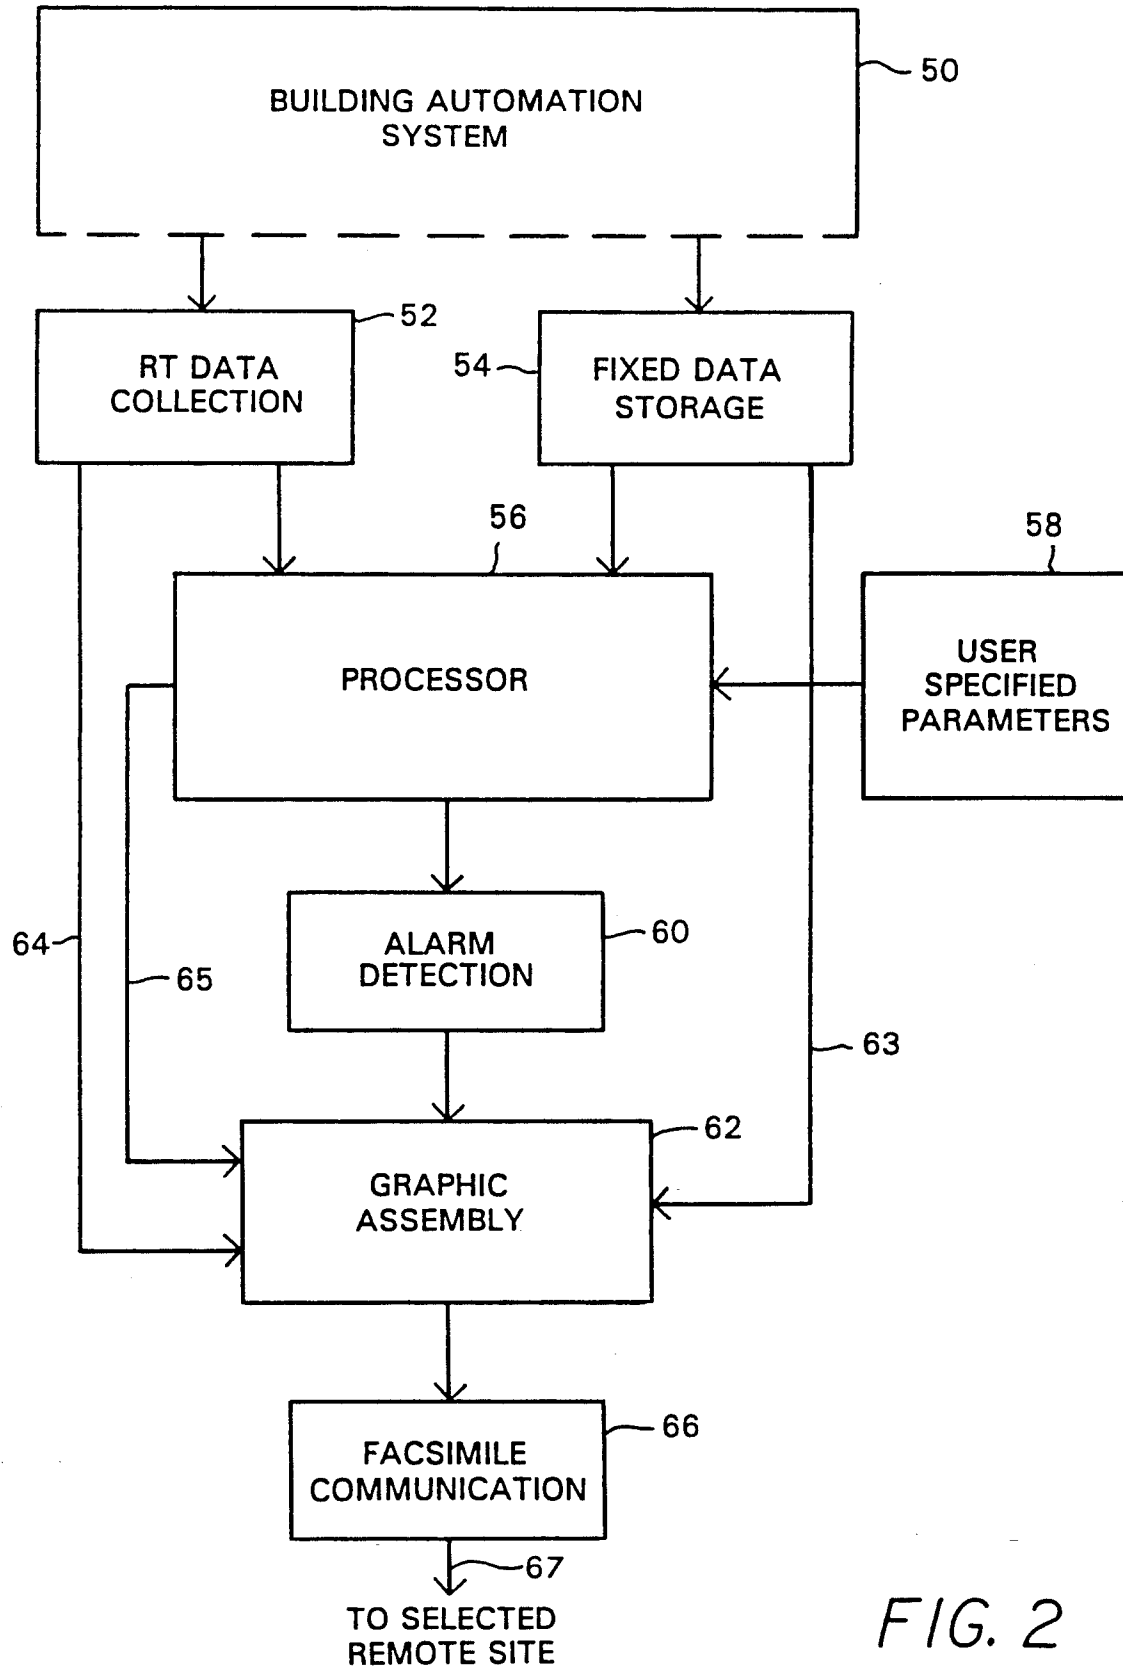 BUILDING AUTOMATION
SYSTEM
50
52
RT DATA
COLLECTION
54
FIXED DATA
STORAGE
56
58
PROCESSOR
USER
SPECIFIED
PARAMETERS
64
65
ALARM
DETECTION
60
63
62
GRAPHIC
ASSEMBLY
66
FACSIMILE
COMMUNICATION
67
TO SELECTED
REMOTE SITE
FIG. 2